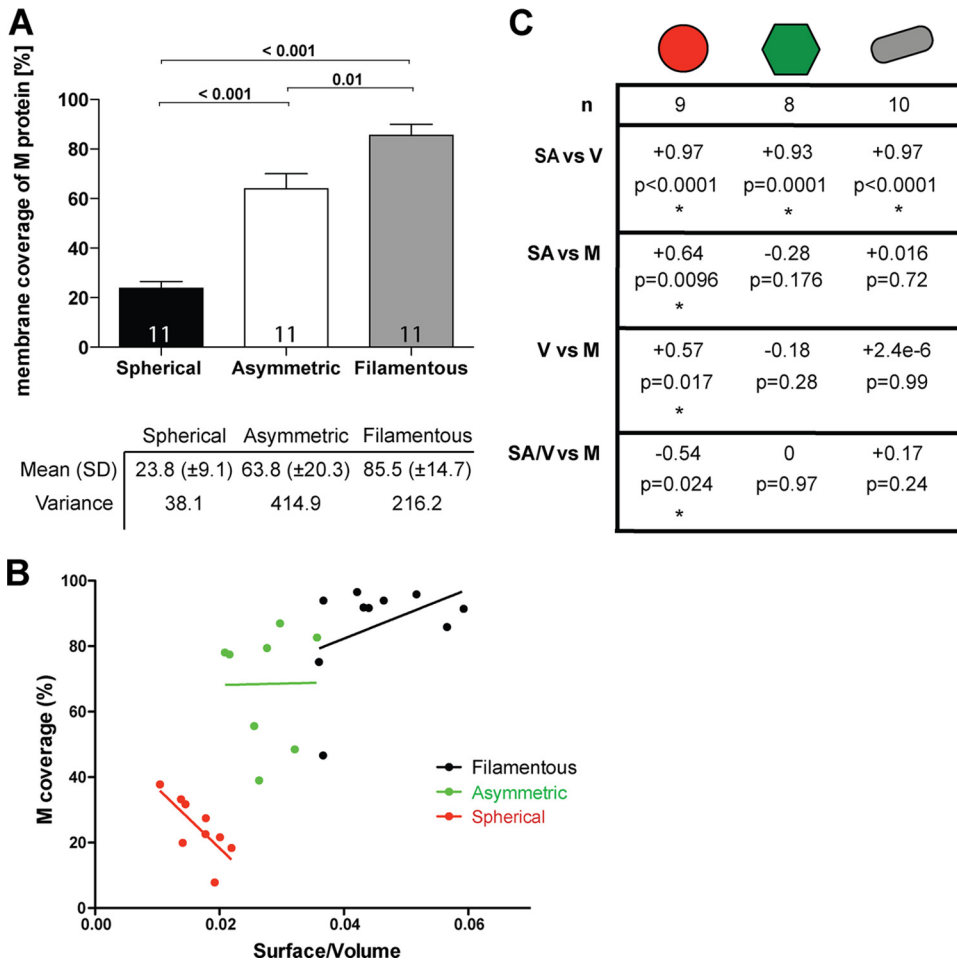 A
membrane coverage of M protein [%]
< 0.001
< 0.001 0.01
100
80
60
40
20
0
11 11 11
Spherical Asymmetric Filamentous
Spherical Asymmetric Filamentous
Mean (SD) 23.8 (±9.1) 63.8 (±20.3) 85.5 (±14.7)
Variance 38.1 414.9 216.2
B
M coverage (%)
100
80
60
40
20
0
0.00 0.02 0.04 0.06
Surface/Volume
Filamentous
Asymmetric
Spherical
C
n 9 8 10
SA vs V +0.97 +0.93 +0.97
p<0.0001 p=0.0001 p<0.0001
* * *
SA vs M +0.64 -0.28 +0.016
p=0.0096 p=0.176 p=0.72
*
V vs M +0.57 -0.18 +2.4e-6
p=0.017 p=0.28 p=0.99
*
SA/V vs M -0.54 0 +0.17
p=0.024 p=0.97 p=0.24
*